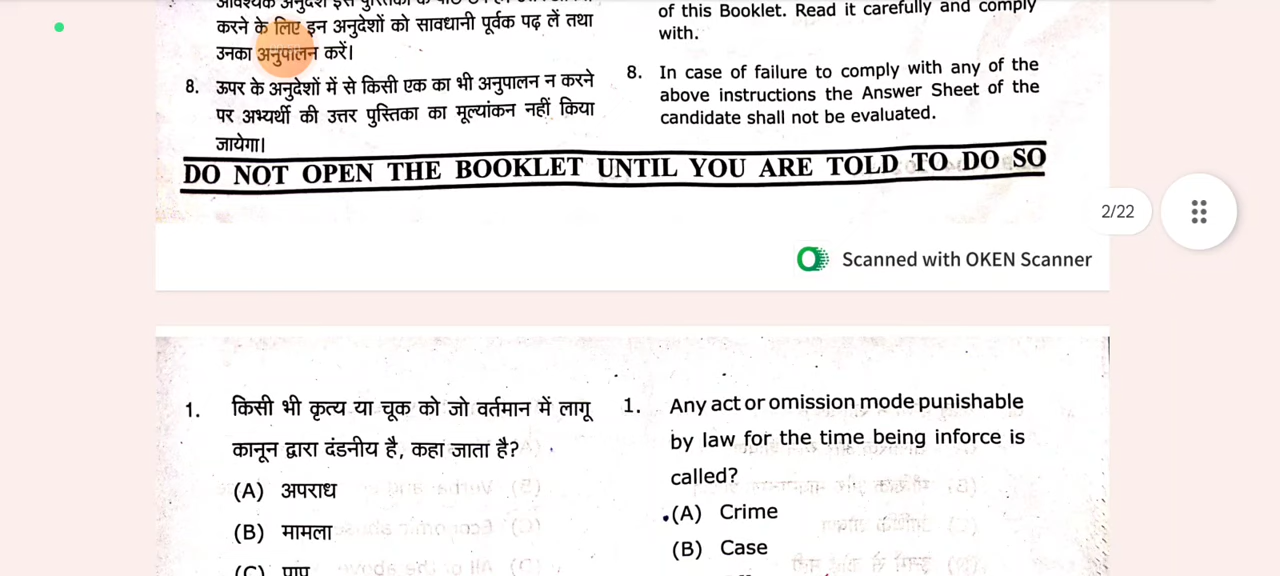 करने के लिए इन अनुदेशों को सावधानी पूर्वक पढ़ लें तथा
उनका अनुपालन करें।
8. ऊपर के अनुदेशों में से किसी एक का भी अनुपालन न करने
पर अभ्यर्थी की उत्तर पुस्तिका का मूल्यांकन नहीं किया
जायेगा।
of this Booklet. Read it carefully and comply
with.
8. In case of failure to comply with any of the
above instructions the Answer Sheet of the
candidate shall not be evaluated.
DO NOT OPEN THE BOOKLET UNTIL YOU ARE TOLD TO DO SO
2/22
Scanned with OKEN Scanner
1. किसी भी कृत्य या चूक को जो वर्तमान में लागू
कानून द्वारा दंडनीय है, कहा जाता है?
(A) अपराध
(B) मामला
(C) पाप
1. Any act or omission mode punishable
by law for the time being inforce is
called?
(A) Crime
(B) Case